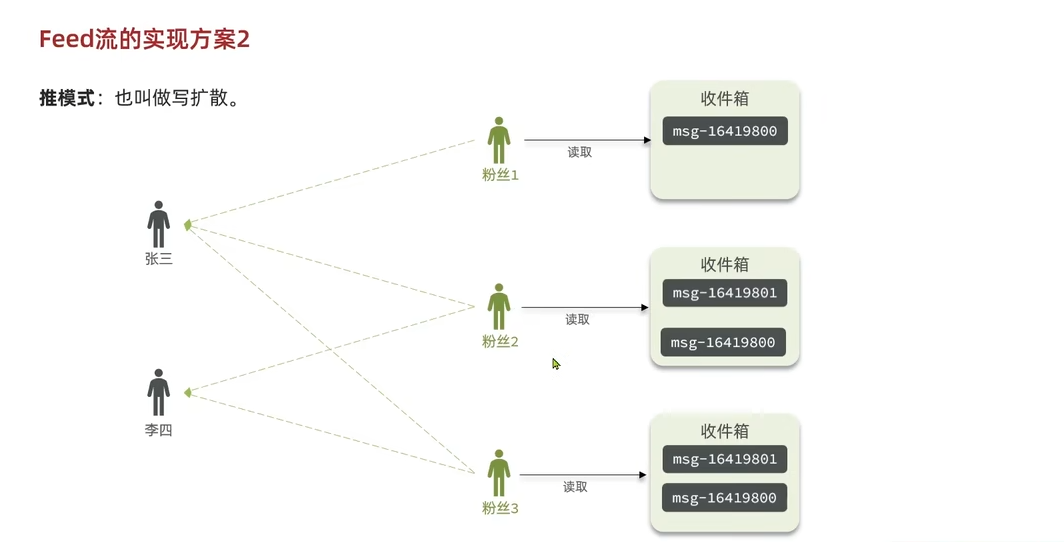 Feed流的实现方案2
推模式：也叫做写扩散。
收件箱
msg-16419800
读取
粉丝1
张三
收件箱
msg-16419801
读取
msg-16419800
粉丝2
李四
收件箱
msg-16419801
读取
msg-16419800
粉丝3